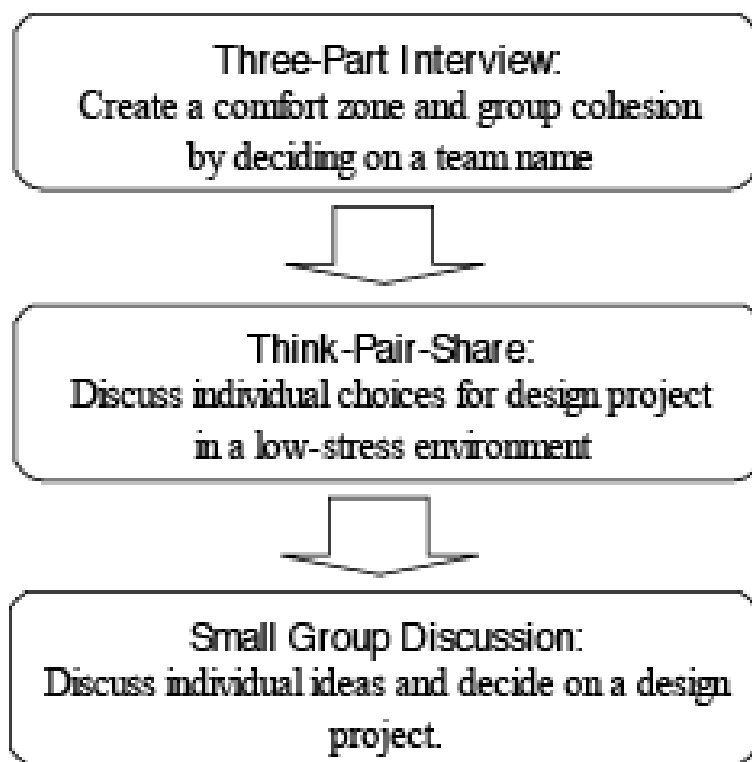 Three-Part Interview:
Create a comfort zone and group cohesion
by deciding on a team name
Think-Pair-Share:
Discuss individual choices for design project
in a low-stress environment
Small Group Discussion:
Discuss individual ideas and decide on a design
project.